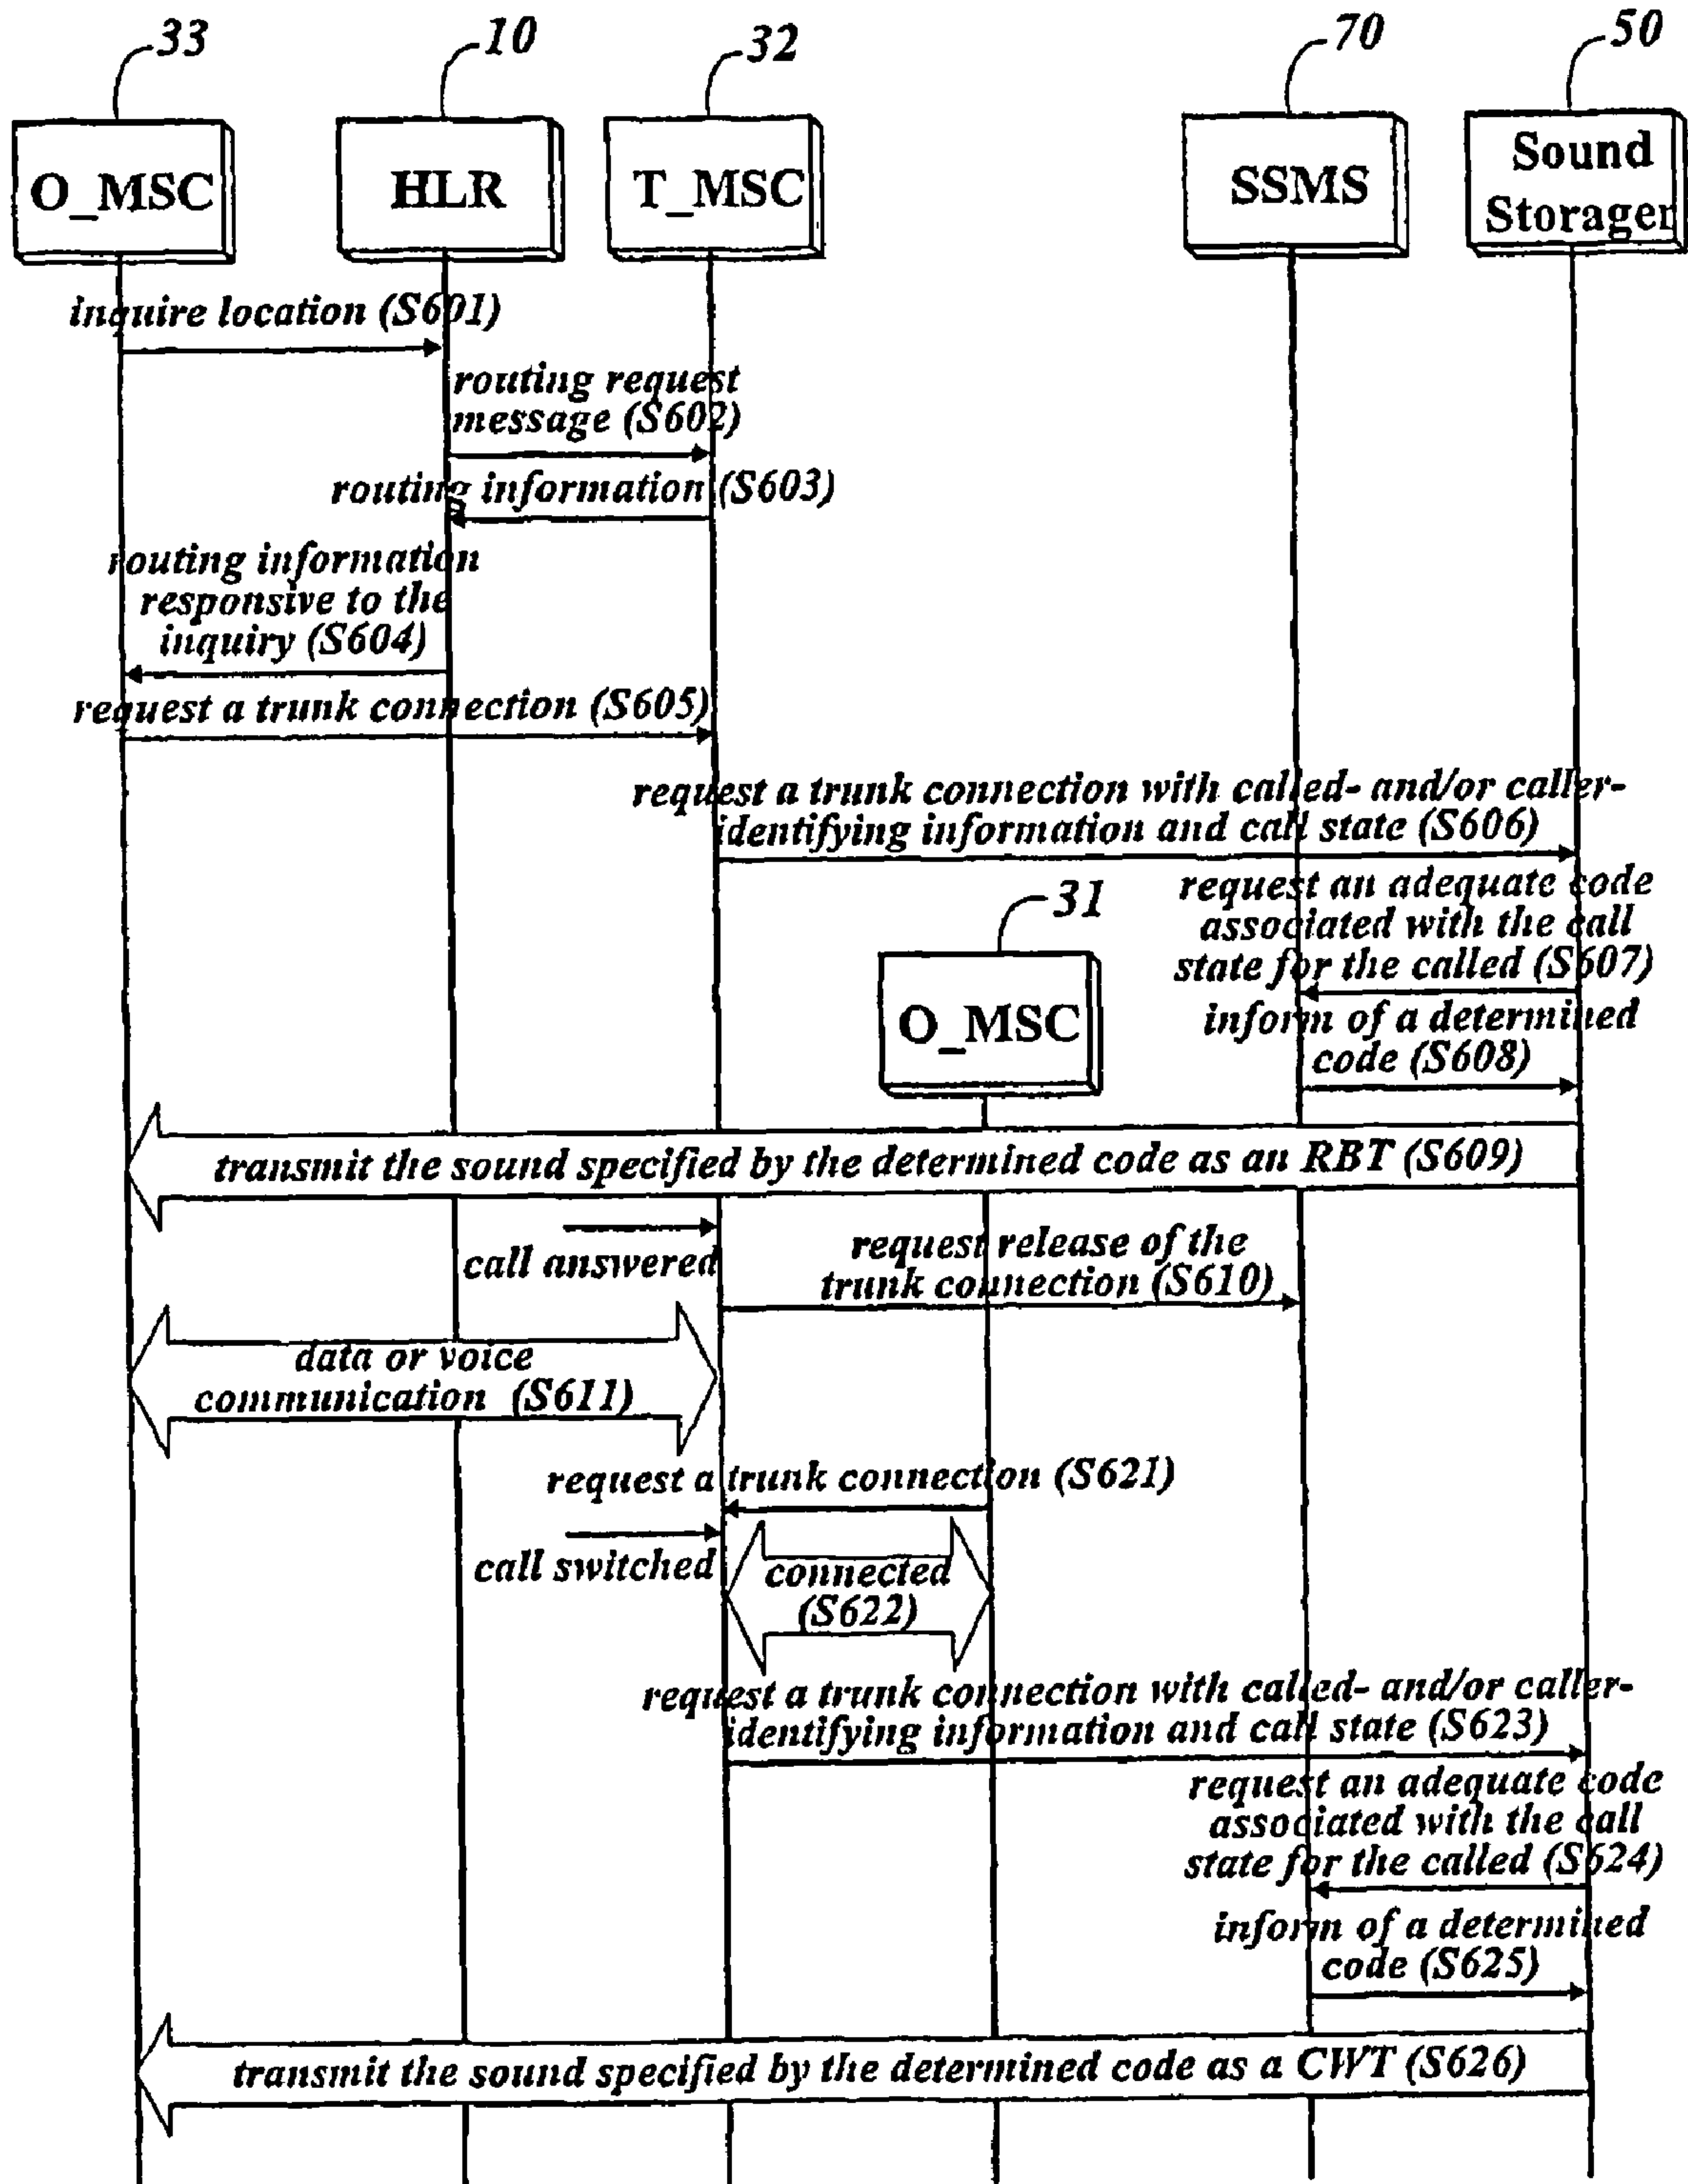 33
10
32
70
50
O_MSC
HLR
T_MSC
SSMS
Sound
Storager
inquire location (S601)
routing request
message (S602)
routing information (S603)
routing information
responsive to the
inquiry (S604)
request a trunk connection (S605)
request a trunk connection with called- and/or caller-
identifying information and call state (S606)
request an adequate code
associated with the call
state for the called (S607)
31
O_MSC
inform of a determined
code (S608)
transmit the sound specified by the determined code as an RBT (S609)
call answered
request release of the
trunk connection (S610)
data or voice
communication (S611)
request a trunk connection (S621)
call switched
connected
(S622)
request a trunk connection with called- and/or caller-
identifying information and call state (S623)
request an adequate code
associated with the call
state for the called (S624)
inform of a determined
code (S625)
transmit the sound specified by the determined code as a CWT (S626)